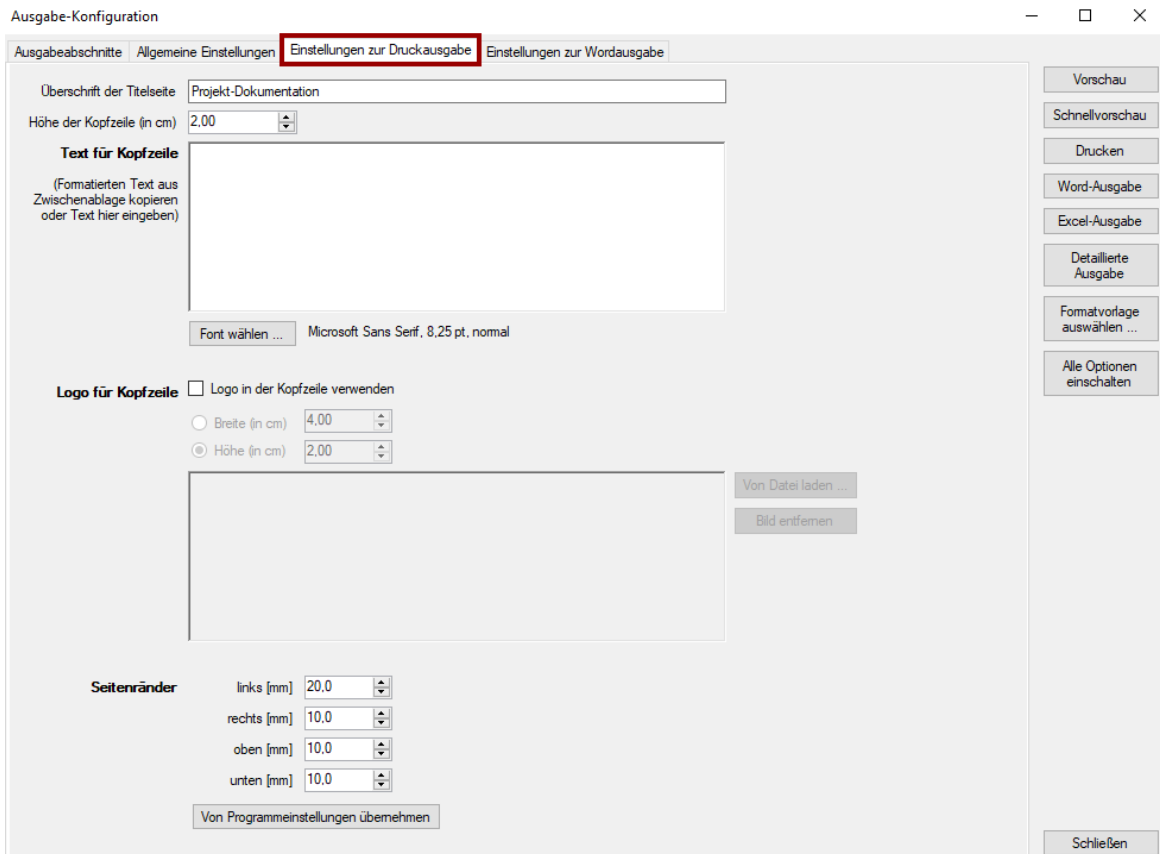 Ausgabe-Konfiguration
Ausgabeabschnitte
Allgemeine Einstellungen
Einstellungen zur Druckausgabe
Einstellungen zur Wordausgabe
Überschrift der Titelseite
Projekt-Dokumentation
Höhe der Kopfzeile (in cm)
2,00
Text für Kopfzeile
(Formatierten Text aus
Zwischenablage kopieren
oder Text hier eingeben)
Font wählen ...
Microsoft Sans Serif, 8,25 pt, normal
Logo für Kopfzeile
Logo in der Kopfzeile verwenden
Breite (in cm)
4,00
Höhe (in cm)
2,00
Von Datei laden ...
Bild entfernen
Seitenränder
links [mm]
20,0
rechts [mm]
10,0
oben [mm]
10,0
unten [mm]
10,0
Von Programmeinstellungen übernehmen
Vorschau
Schnellvorschau
Drucken
Word-Ausgabe
Excel-Ausgabe
Detaillierte
Ausgabe
Formatvorlage
auswählen ...
Alle Optionen
einschalten
Schließen